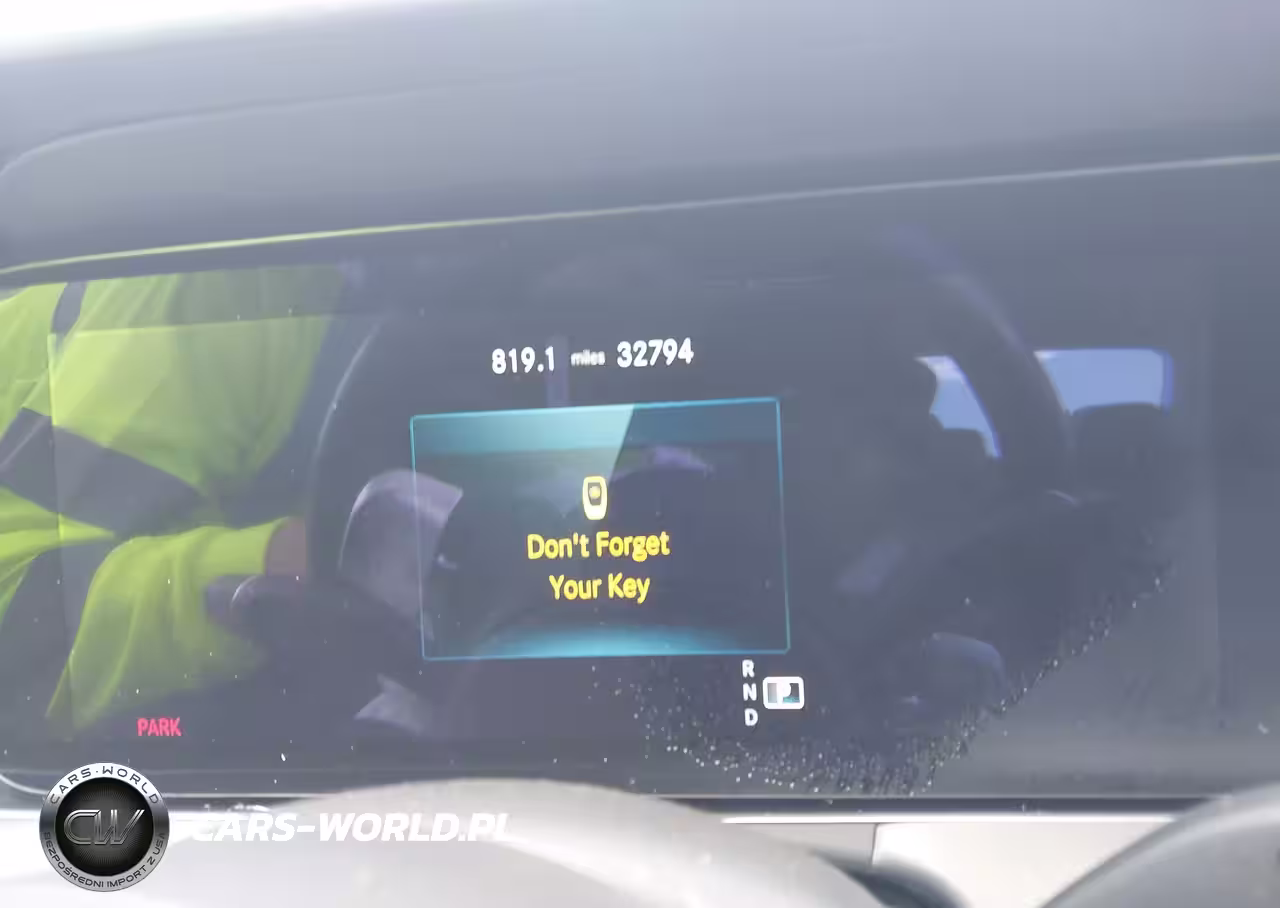 819.1 miles 32794
Don't Forget
Your Key
R
N P
D
PARK
CARS-WORLD
CW
BEZPOŚREDNI IMPORT Z USA
CARS-WORLD.PL